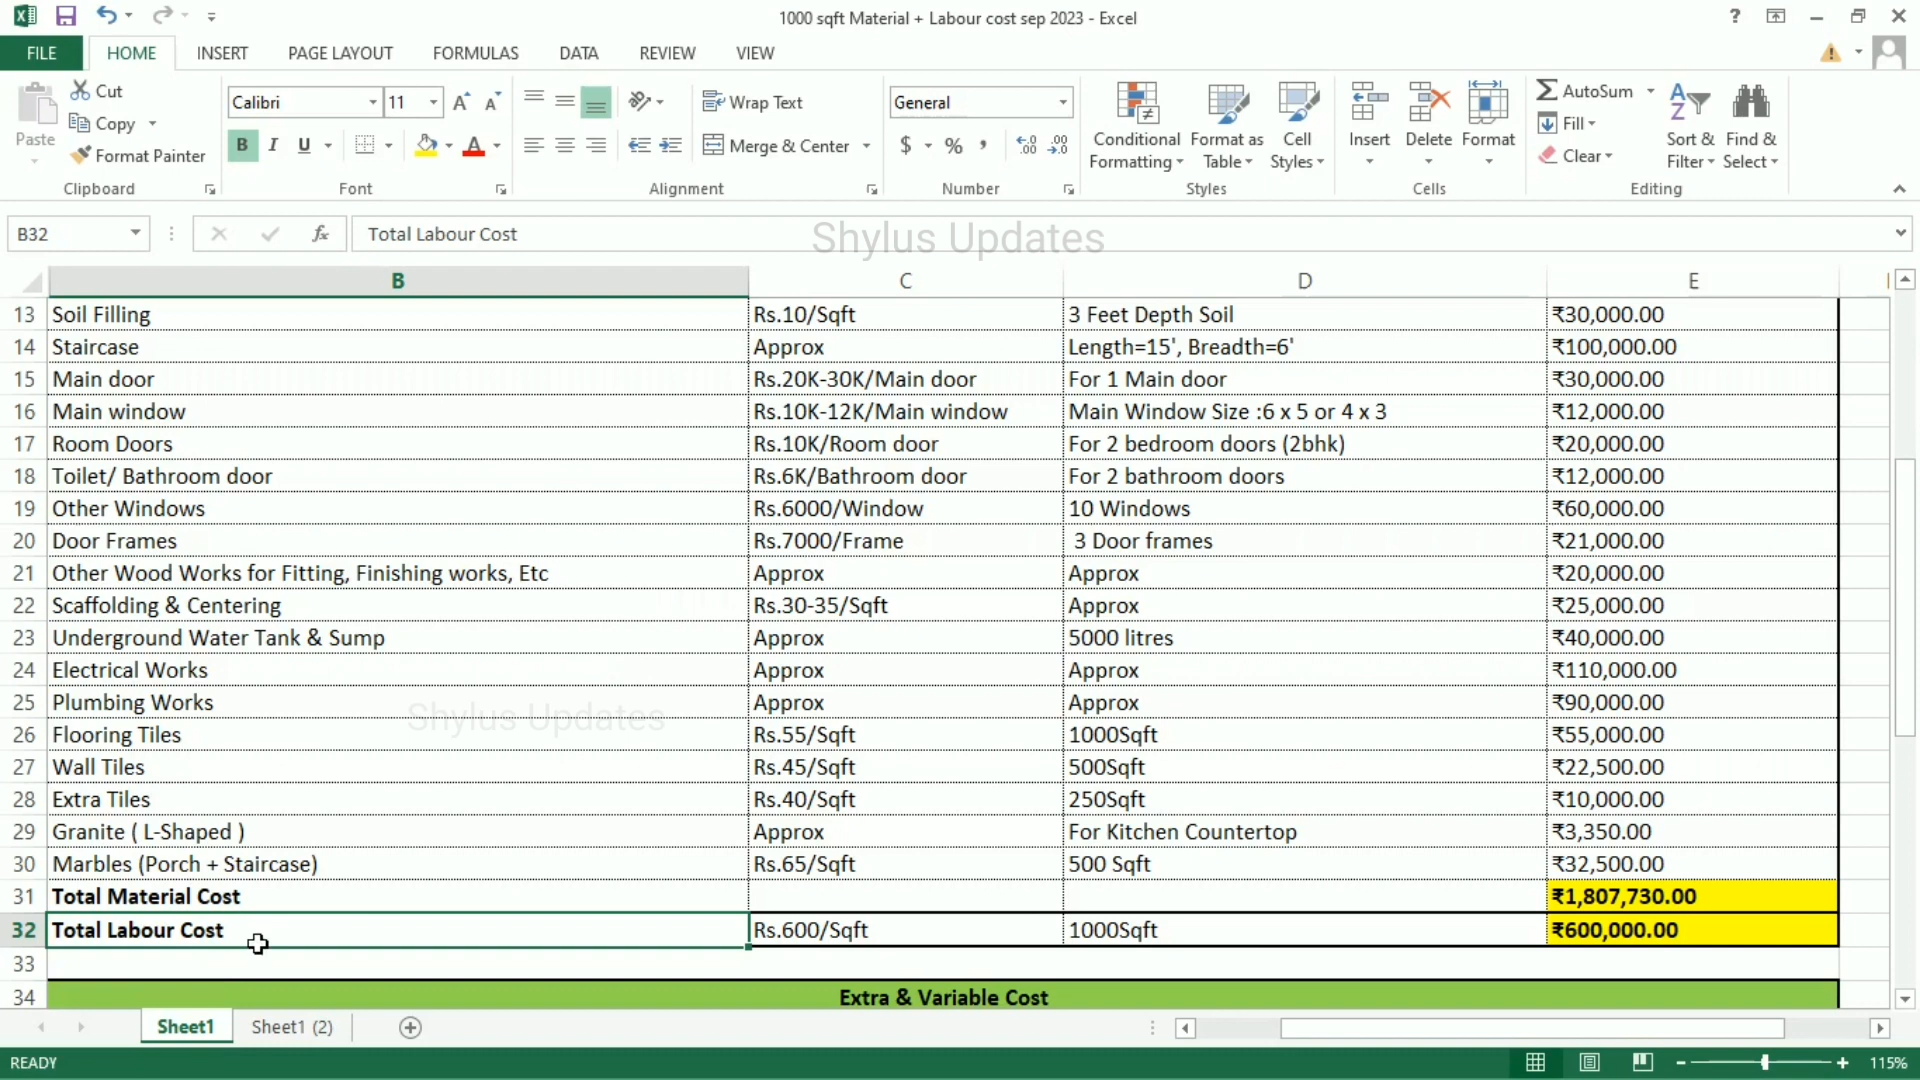 1000 sqft Material + Labour cost sep 2023 - Excel
FILE HOME INSERT PAGE LAYOUT FORMULAS DATA REVIEW VIEW
Paste
Cut
Copy
Format Painter
Clipboard
Calibri 11
B I U
Font
Wrap Text
Merge & Center
Alignment
General
$ % ,
Number
Conditional Formatting
Format as Table
Cell Styles
Styles
Insert Delete Format
Cells
AutoSum
Fill
Clear
Sort & Filter
Find & Select
Editing
B32 fx Total Labour Cost
Shylus Updates
B C D E
13 Soil Filling Rs.10/Sqft 3 Feet Depth Soil ₹30,000.00
14 Staircase Approx Length=15', Breadth=6' ₹100,000.00
15 Main door Rs.20K-30K/Main door For 1 Main door ₹30,000.00
16 Main window Rs.10K-12K/Main window Main Window Size :6 x 5 or 4 x 3 ₹12,000.00
17 Room Doors Rs.10K/Room door For 2 bedroom doors (2bhk) ₹20,000.00
18 Toilet/ Bathroom door Rs.6K/Bathroom door For 2 bathroom doors ₹12,000.00
19 Other Windows Rs.6000/Window 10 Windows ₹60,000.00
20 Door Frames Rs.7000/Frame 3 Door frames ₹21,000.00
21 Other Wood Works for Fitting, Finishing works, Etc Approx Approx ₹20,000.00
22 Scaffolding & Centering Rs.30-35/Sqft Approx ₹25,000.00
23 Underground Water Tank & Sump Approx 5000 litres ₹40,000.00
24 Electrical Works Approx Approx ₹110,000.00
25 Plumbing Works Approx Approx ₹90,000.00
Shylus Updates
26 Flooring Tiles Rs.55/Sqft 1000Sqft ₹55,000.00
27 Wall Tiles Rs.45/Sqft 500Sqft ₹22,500.00
28 Extra Tiles Rs.40/Sqft 250Sqft ₹10,000.00
29 Granite ( L-Shaped ) Approx For Kitchen Countertop ₹3,350.00
30 Marbles (Porch + Staircase) Rs.65/Sqft 500 Sqft ₹32,500.00
31 Total Material Cost ₹1,807,730.00
32 Total Labour Cost Rs.600/Sqft 1000Sqft ₹600,000.00
33
34 Extra & Variable Cost
Sheet1 Sheet1 (2)
READY 115%